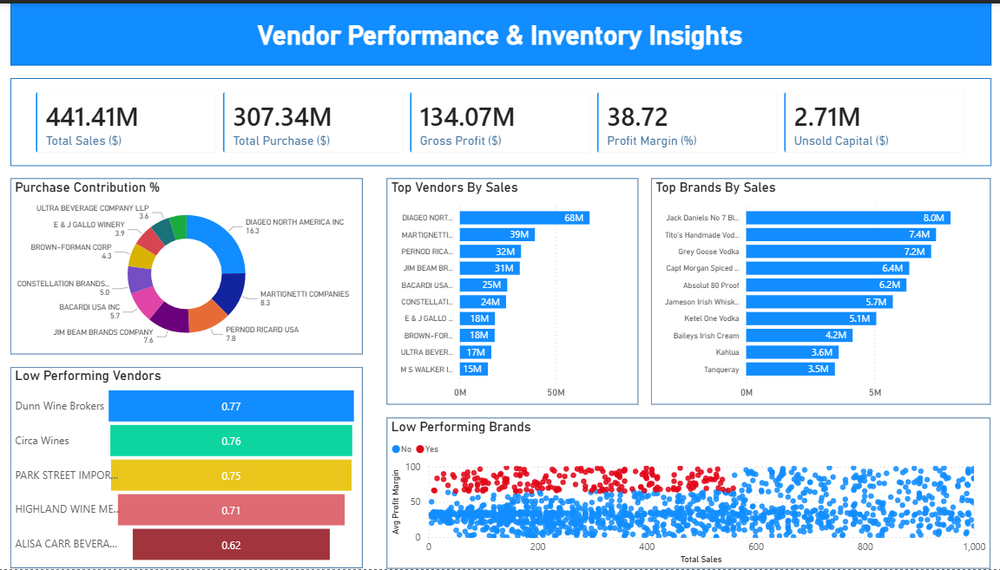 Vendor Performance & Inventory Insights
441.41M
Total Sales ($)
307.34M
Total Purchase ($)
134.07M
Gross Profit ($)
38.72
Profit Margin (%)
2.71M
Unsold Capital ($)
Purchase Contribution %
DIAGEO NORTH AMERICA INC
16.3
MARTIGNETTI COMPANIES
8.3
PERNOD RICARD USA
7.8
JIM BEAM BRANDS COMPANY
7.6
BACARDI USA INC
5.7
CONSTELLATION BRANDS...
5.0
BROWN-FORMAN CORP
4.3
E & J GALLO WINERY
3.9
ULTRA BEVERAGE COMPANY LLP
3.6
Top Vendors By Sales
DIAGEO NORT... 68M
MARTIGNETTI... 39M
PERNOD RICA... 32M
JIM BEAM BR... 31M
BACARDI USA... 25M
CONSTELLATI... 24M
E & J GALLO ... 18M
BROWN-FOR... 18M
ULTRA BEVER... 17M
M S WALKER I... 15M
0M 50M
Top Brands By Sales
Jack Daniels No 7 Bl... 8.0M
Tito's Handmade Vod... 7.4M
Grey Goose Vodka 7.2M
Capt Morgan Spiced ... 6.4M
Absolut 80 Proof 6.2M
Jameson Irish Whisk... 5.7M
Ketel One Vodka 5.1M
Baileys Irish Cream 4.2M
Kahlua 3.6M
Tanqueray 3.5M
0M 5M
Low Performing Vendors
Dunn Wine Brokers 0.77
Circa Wines 0.76
PARK STREET IMPOR... 0.75
HIGHLAND WINE ME... 0.71
ALISA CARR BEVERA... 0.62
Low Performing Brands
No Yes
Avg Profit Margin
100
50
0
0 200 400 600 800 1,000
Total Sales